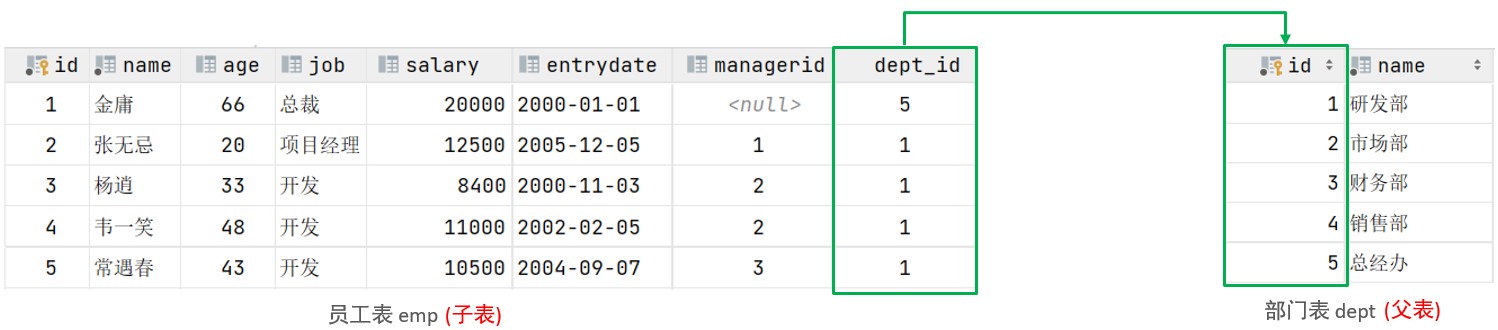 id name age job salary entrydate managerid dept_id
1 金庸 66 总裁 20000 2000-01-01 <null> 5
2 张无忌 20 项目经理 12500 2005-12-05 1 1
3 杨逍 33 开发 8400 2000-11-03 2 1
4 韦一笑 48 开发 11000 2002-02-05 2 1
5 常遇春 43 开发 10500 2004-09-07 3 1
员工表 emp (子表)
id name
1 研发部
2 市场部
3 财务部
4 销售部
5 总经办
部门表 dept (父表)